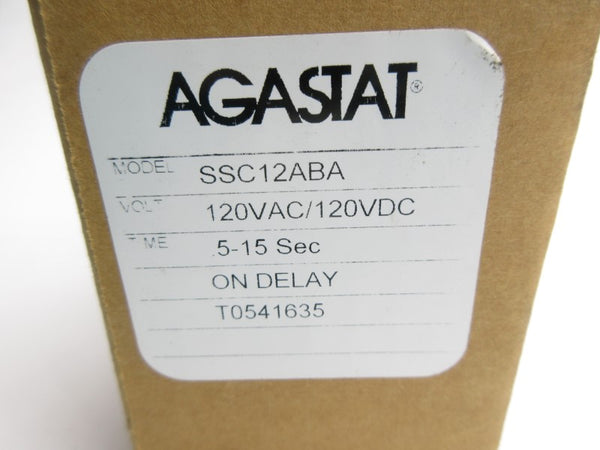 AGASTAT®
MODEL SSC12ABA
VOLT 120VAC/120VDC
TIME .5-15 Sec
ON DELAY
T0541635